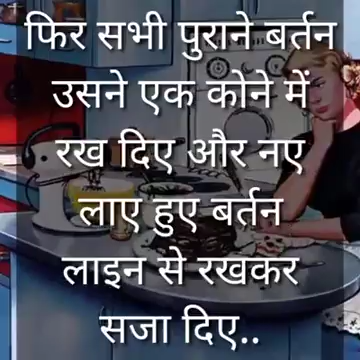 फिर सभी पुराने बर्तन
उसने एक कोने में
रख दिए और नए
लाए हुए बर्तन
लाइन से रखकर
सजा दिए..